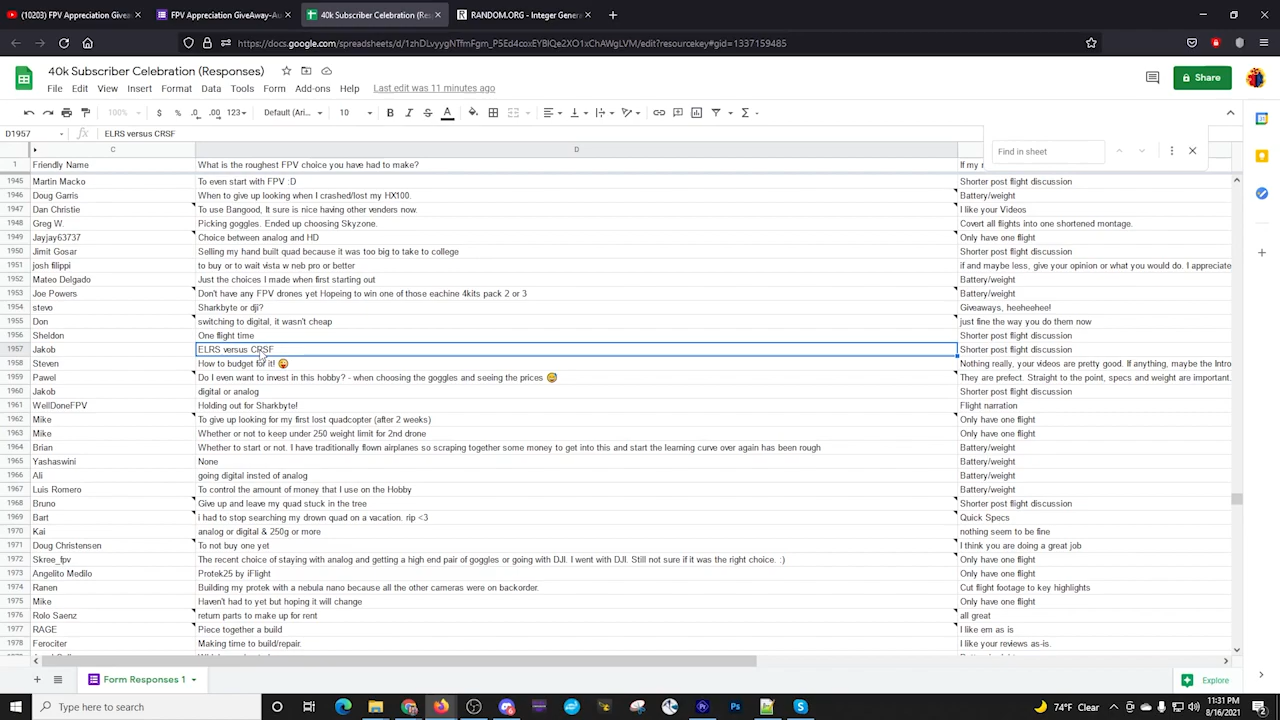 (10203) FPV Appreciation Givea
FPV Appreciation GiveAway-Au
40k Subscriber Celebration (Resp
RANDOM.ORG - Integer Genera
https://docs.google.com/spreadsheets/d/
40k Subscriber Celebration (Responses)
File Edit View Insert Format Data Tools Form Add-ons Help Last edit was 11 minutes ago
Share
100% $ % .0 .00 123 Default (Ari... 10 B I S A
D1957 fx ELRS versus CRSF
Find in sheet
C D
1 Friendly Name What is the roughest FPV choice you have had to make? If my r
1945 Martin Macko To even start with FPV :D Shorter post flight discussion
1946 Doug Garris When to give up looking when I crashed/lost my HX100. Battery/weight
1947 Dan Christie To use Bangood, It sure is nice having other venders now. I like your Videos
1948 Greg W. Picking goggles. Ended up choosing Skyzone. Covert all flights into one shortened montage.
1949 Jayjay63737 Choice between analog and HD Only have one flight
1950 Jimit Gosar Selling my hand built quad because it was too big to take to college Shorter post flight discussion
1951 josh filippi to buy or to wait vista w neb pro or better if and maybe less, give your opinion or what you would do. I appreciate
1952 Mateo Delgado Just the choices I made when first starting out Battery/weight
1953 Joe Powers Don't have any FPV drones yet Hopeing to win one of those eachine 4kits pack 2 or 3 Battery/weight
1954 stevo Sharkbyte or dji? Giveaways, heeheehee!
1955 Don switching to digital, it wasn't cheap just fine the way you do them now
1956 Sheldon One flight time Shorter post flight discussion
1957 Jakob ELRS versus CRSF Shorter post flight discussion
1958 Steven How to budget for it! 😜 Nothing really, your videos are pretty good. If anything, maybe the Intro
1959 Pawel Do I even want to invest in this hobby? - when choosing the goggles and seeing the prices 😅 They are prefect. Straight to the point, specs and weight are important.
1960 Jakob digital or analog Shorter post flight discussion
1961 WellDoneFPV Holding out for Sharkbyte! Flight narration
1962 Mike To give up looking for my first lost quadcopter (after 2 weeks) Only have one flight
1963 Mike Whether or not to keep under 250 weight limit for 2nd drone Only have one flight
1964 Brian Whether to start or not. I have traditionally flown airplanes so scraping together some money to get into this and start the learning curve over again has been rough Battery/weight
1965 Yashaswini None Battery/weight
1966 Ali going digital insted of analog Battery/weight
1967 Luis Romero To control the amount of money that I use on the Hobby Battery/weight
1968 Bruno Give up and leave my quad stuck in the tree Shorter post flight discussion
1969 Bart i had to stop searching my drown quad on a vacation. rip <3 Quick Specs
1970 Kai analog or digital & 250g or more nothing seem to be fine
1971 Doug Christensen To not buy one yet I think you are doing a great job
1972 Skree_fpv The recent choice of staying with analog and getting a high end pair of goggles or going with DJI. I went with DJI. Still not sure if it was the right choice. :) Only have one flight
1973 Angelito Medilo Protek25 by iFlight Only have one flight
1974 Ranen Building my protek with a nebula nano because all the other cameras were on backorder. Cut flight footage to key highlights
1975 Mike Haven't had to yet but hoping it will change Only have one flight
1976 Rolo Saenz return parts to make up for rent all great
1977 RAGE Piece together a build I like em as is
1978 Ferociter Making time to build/repair. I like your reviews as-is.
Form Responses 1
Explore
Type here to search
74°F Clear
11:31 PM
8/16/2021